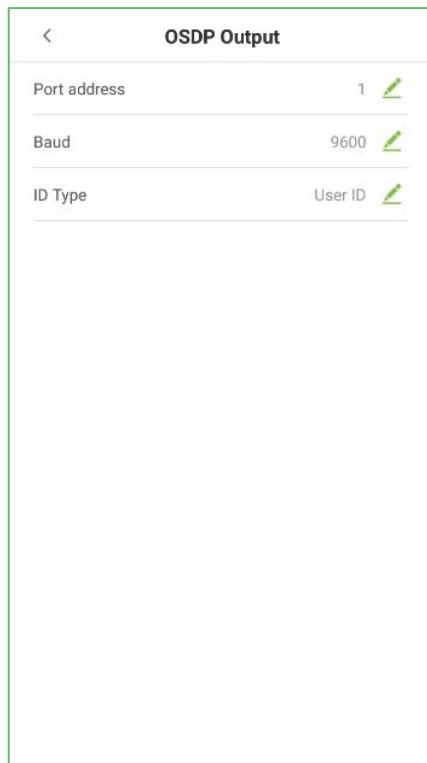 OSDP Output
Port address 1
Baud 9600
ID Type User ID